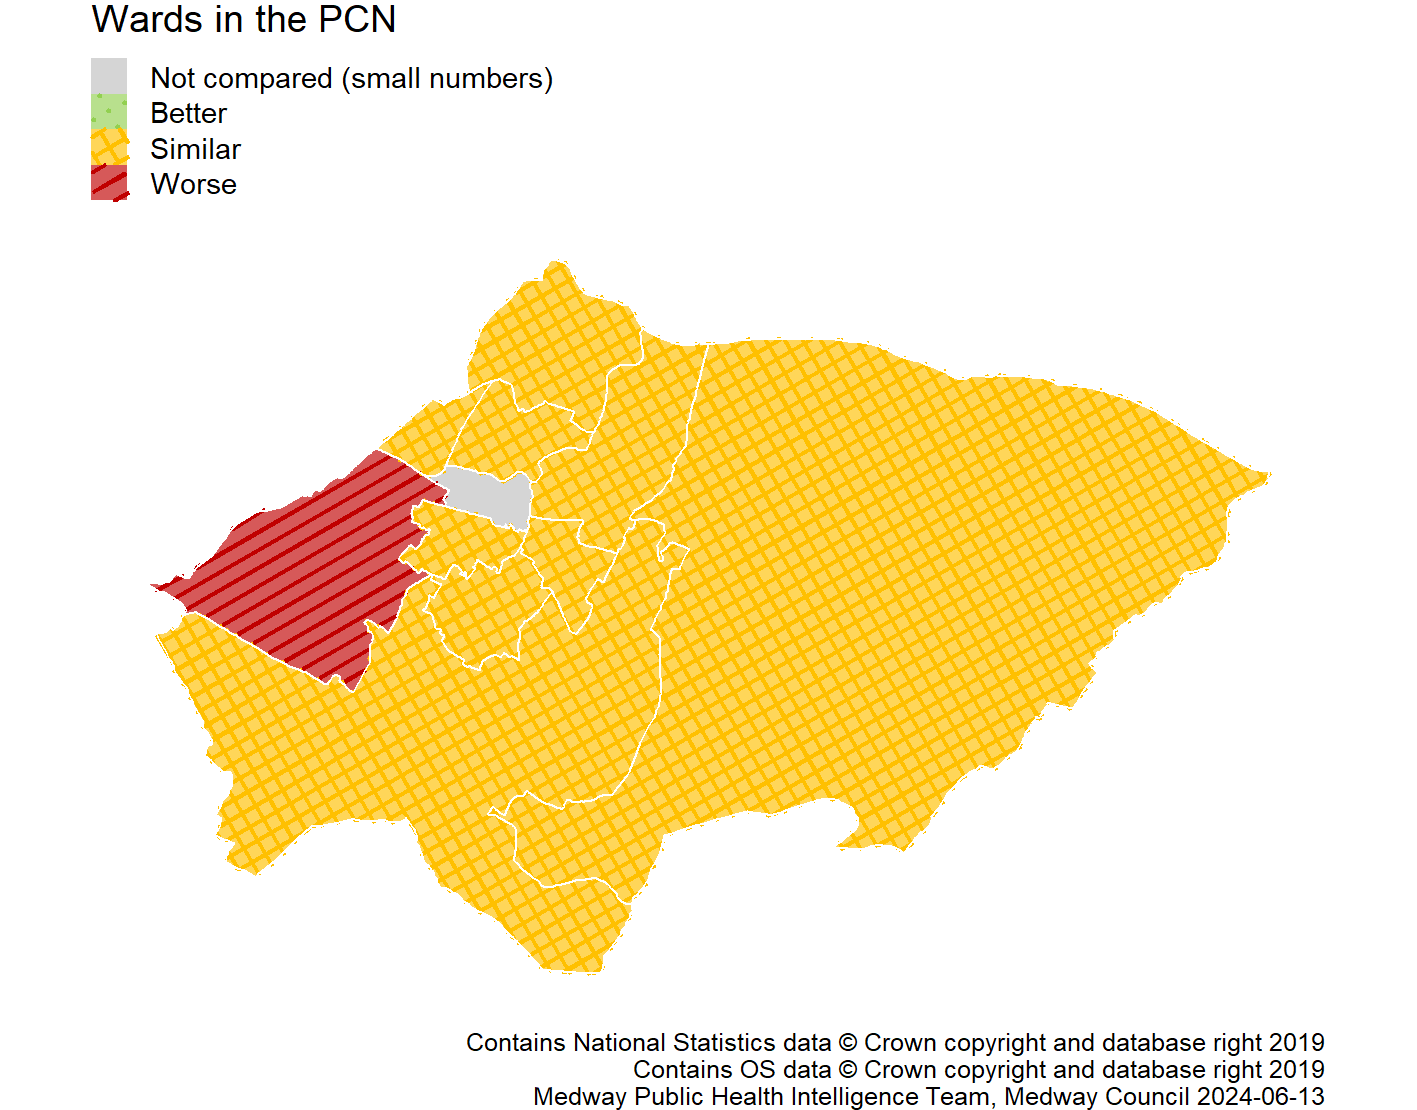 Wards in the PCN
Not compared (small numbers)
Better
Similar
Worse
Contains National Statistics data © Crown copyright and database right 2019
Contains OS data © Crown copyright and database right 2019
Medway Public Health Intelligence Team, Medway Council 2024-06-13